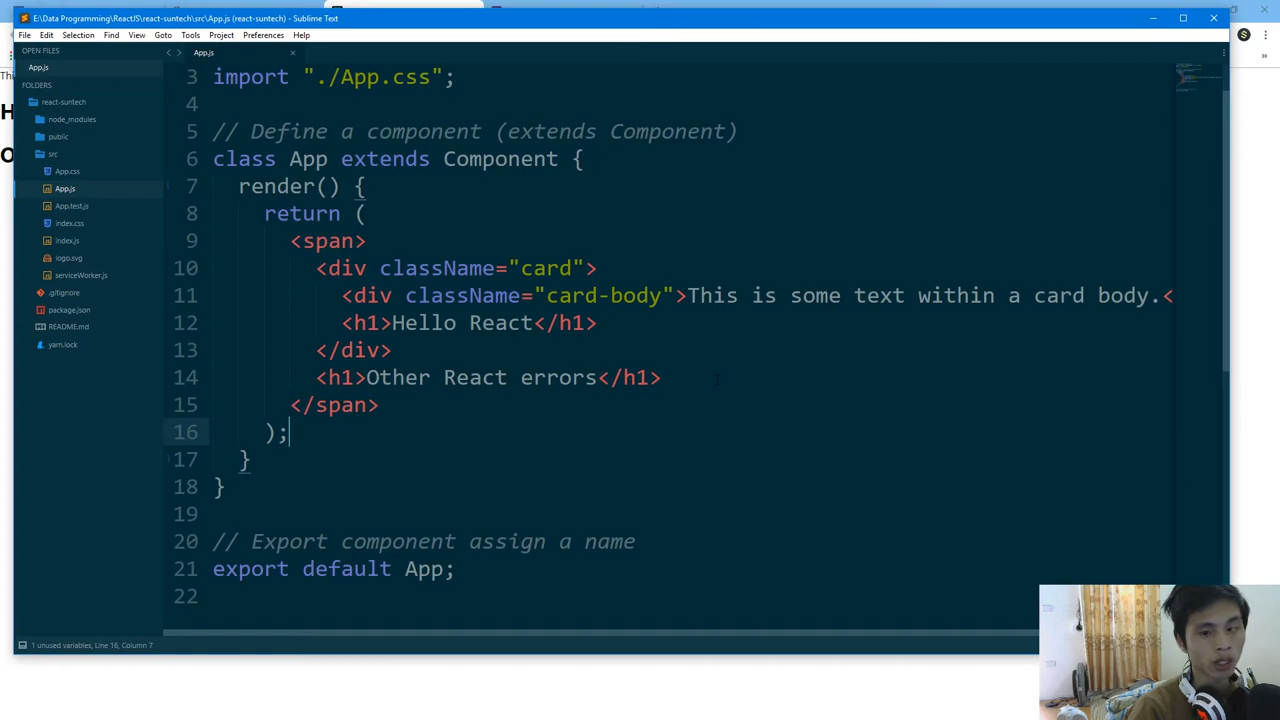 E:\Data Programming\ReactJS\react-suntech\src\App.js (react-suntech) - Sublime Text
File Edit Selection Find View Goto Tools Project Preferences Help
OPEN FILES
App.js
FOLDERS
react-suntech
node_modules
public
src
App.css
App.js
App.test.js
index.css
index.js
logo.svg
serviceWorker.js
.gitignore
package.json
README.md
yarn.lock
App.js
3 import "./App.css";
4
5 // Define a component (extends Component)
6 class App extends Component {
7 render() {
8 return (
9 <span>
10 <div className="card">
11 <div className="card-body">This is some text within a card body.<
12 <h1>Hello React</h1>
13 </div>
14 <h1>Other React errors</h1>
15 </span>
16 );
17 }
18 }
19
20 // Export component assign a name
21 export default App;
22
1 unused variables, Line 16, Column 7